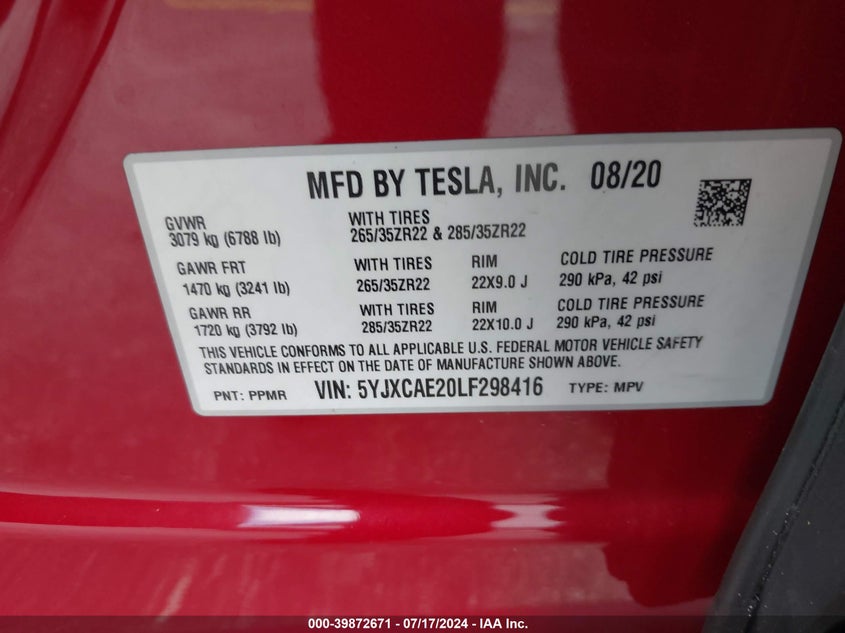 MFD BY TESLA, INC. 08/20
GVWR
3079 kg (6788 lb)
WITH TIRES
265/35ZR22 & 285/35ZR22
GAWR FRT
1470 kg (3241 lb)
WITH TIRES
265/35ZR22
RIM
22X9.0 J
COLD TIRE PRESSURE
290 kPa, 42 psi
GAWR RR
1720 kg (3792 lb)
WITH TIRES
285/35ZR22
RIM
22X10.0 J
COLD TIRE PRESSURE
290 kPa, 42 psi
THIS VEHICLE CONFORMS TO ALL APPLICABLE U.S. FEDERAL MOTOR VEHICLE SAFETY
STANDARDS IN EFFECT ON THE DATE OF MANUFACTURE SHOWN ABOVE.
PNT: PPMR VIN: 5YJXCAE20LF298416 TYPE: MPV
000-39872671 / 07/17/2024 - IAA Inc.